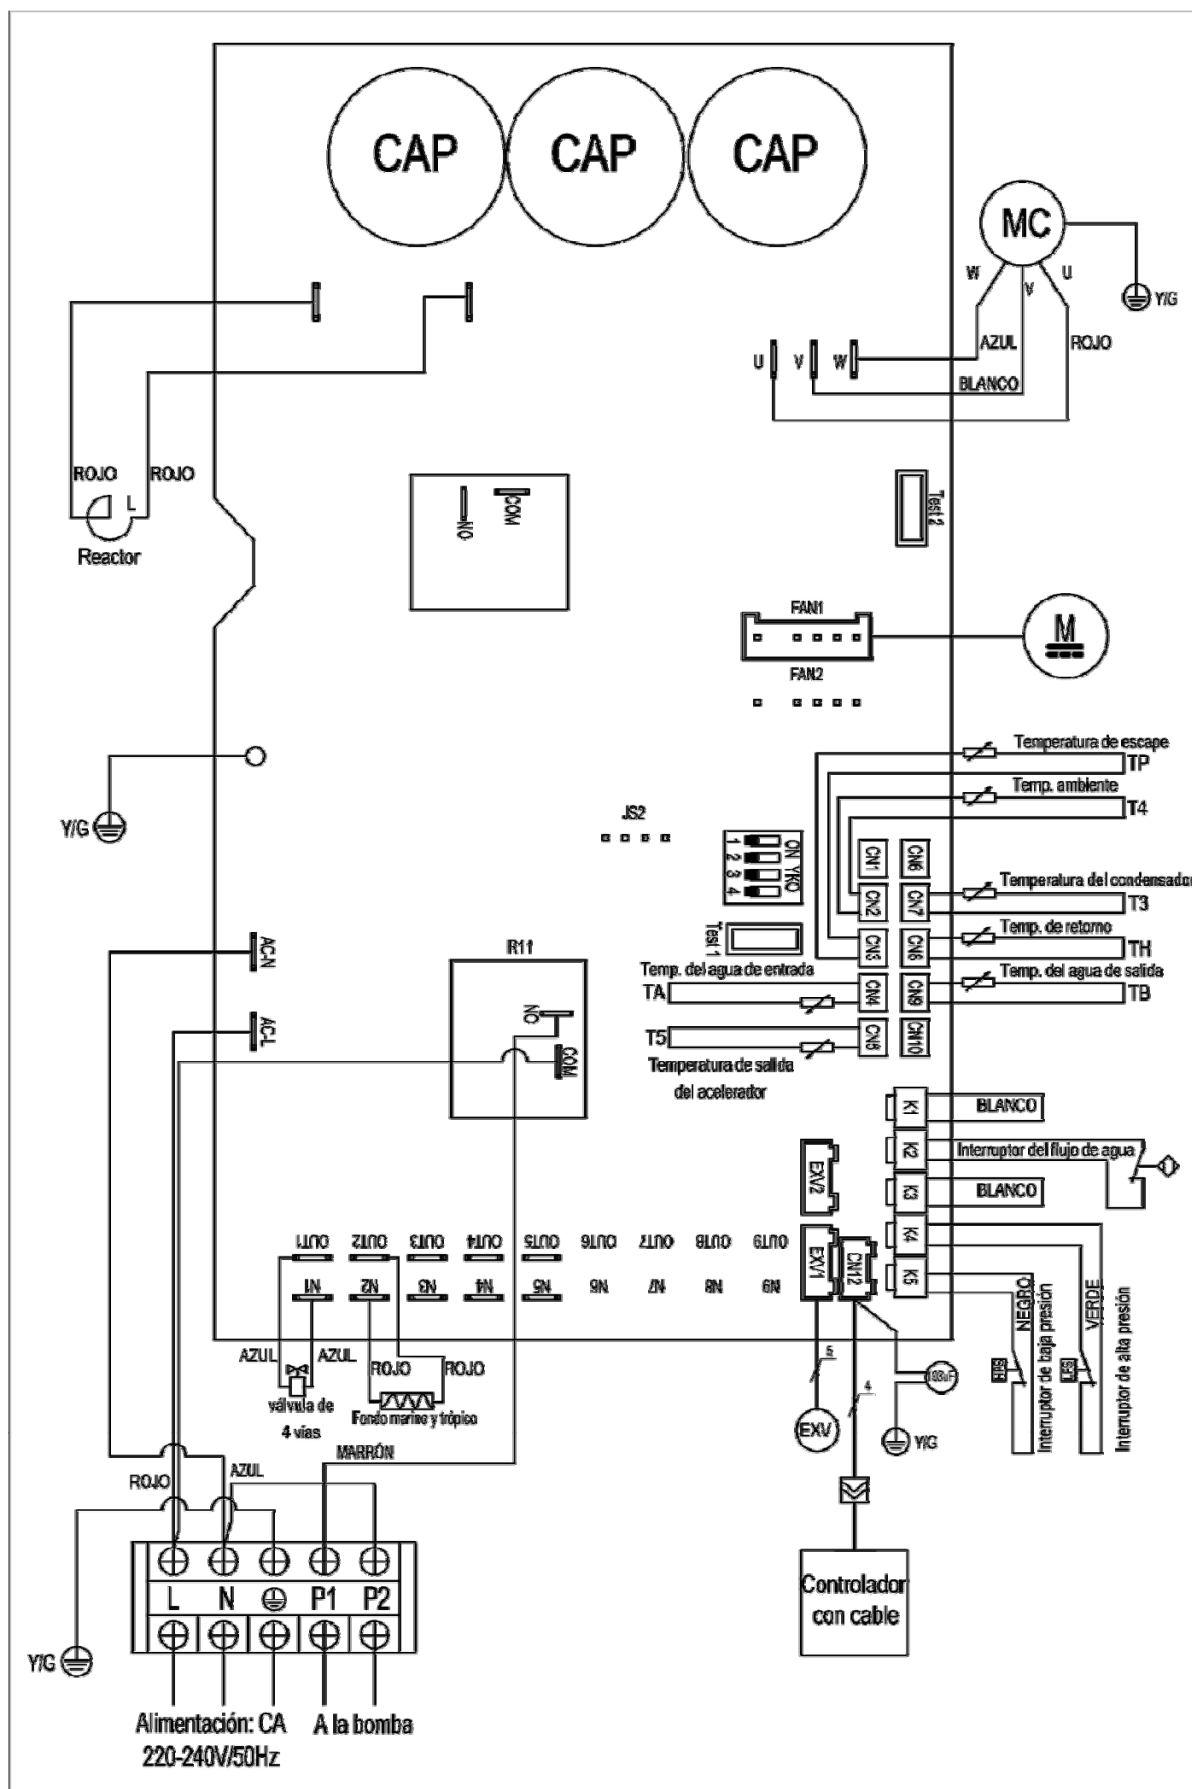 CAP CAP CAP
MC
W
V
U
Y/G
AZUL
ROJO
U V W
BLANCO
ROJO
ROJO
L
Reactor
NO
COM
Test 2
FAN1
M
FAN2
Temperatura de escape
TP
Temp. ambiente
T4
Y/G
JS2
1
2
3
4
ON YKO
CN1
CN6
Temperatura del condensador
CN2
CN7
T3
Test 1
Temp. de retorno
CN3
TH
AC-N
R11
Temp. del agua de entrada
Temp. del agua de salida
TA
CN4
CN9
TB
AC-L
NO
COM
T5
CN10
Temperatura de salida
del acelerador
K1
BLANCO
K2
Interruptor del flujo de agua
EXV2
K3
BLANCO
K4
OUT1 OUT2 OUT3 OUT4 OUT5 OUT6 OUT7 OUT8 OUT9
EXV1
CN12
K5
N1 N2 N3 N4 N5 N6 N7 N8 N9
NEGRO
VERDE
Interruptor de baja presión
Interruptor de alta presión
AZUL
AZUL
ROJO
ROJO
5
4
válvula de
4 vías
Fondo marino y trópico
EXV
Y/G
MARRÓN
ROJO
AZUL
L N P1 P2
Controlador
con cable
Y/G
Alimentación: CA
220-240V/50Hz
A la bomba